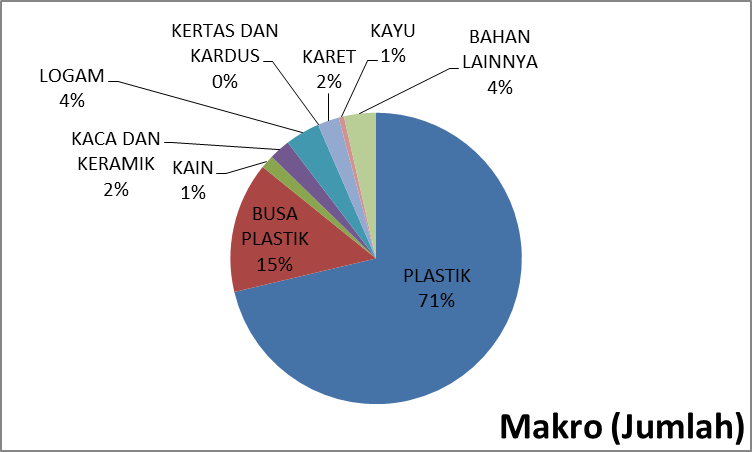 KERTAS DAN
KARDUS
0%
KARET
2%
KAYU
1%
BAHAN
LAINNYA
4%
LOGAM
4%
KACA DAN
KERAMIK
2%
KAIN
1%
BUSA
PLASTIK
15%
PLASTIK
71%
Makro (Jumlah)